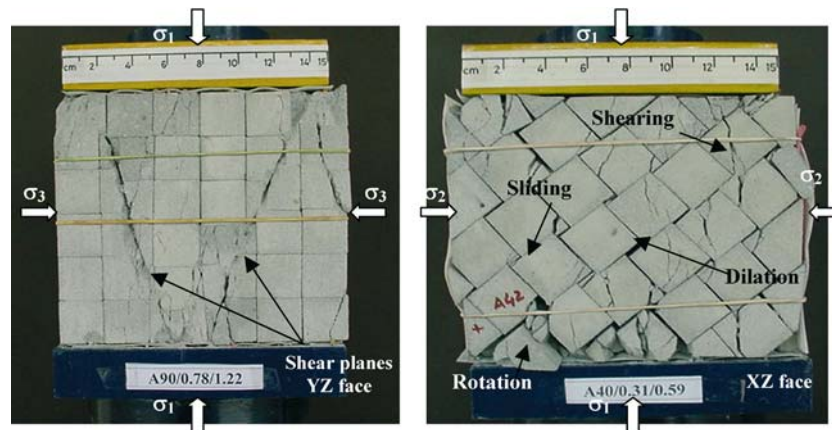 σ1
cm 2 4 6 8 10 12 14 15
σ3
σ3
Shear planes
YZ face
A90/0.78/1.22
σ1
σ1
cm 2 4 6 8 10 12 14 15
Shearing
σ2
σ2
Sliding
Dilation
+ A42
Rotation
XZ face
A40/0.31/0.59
σ1